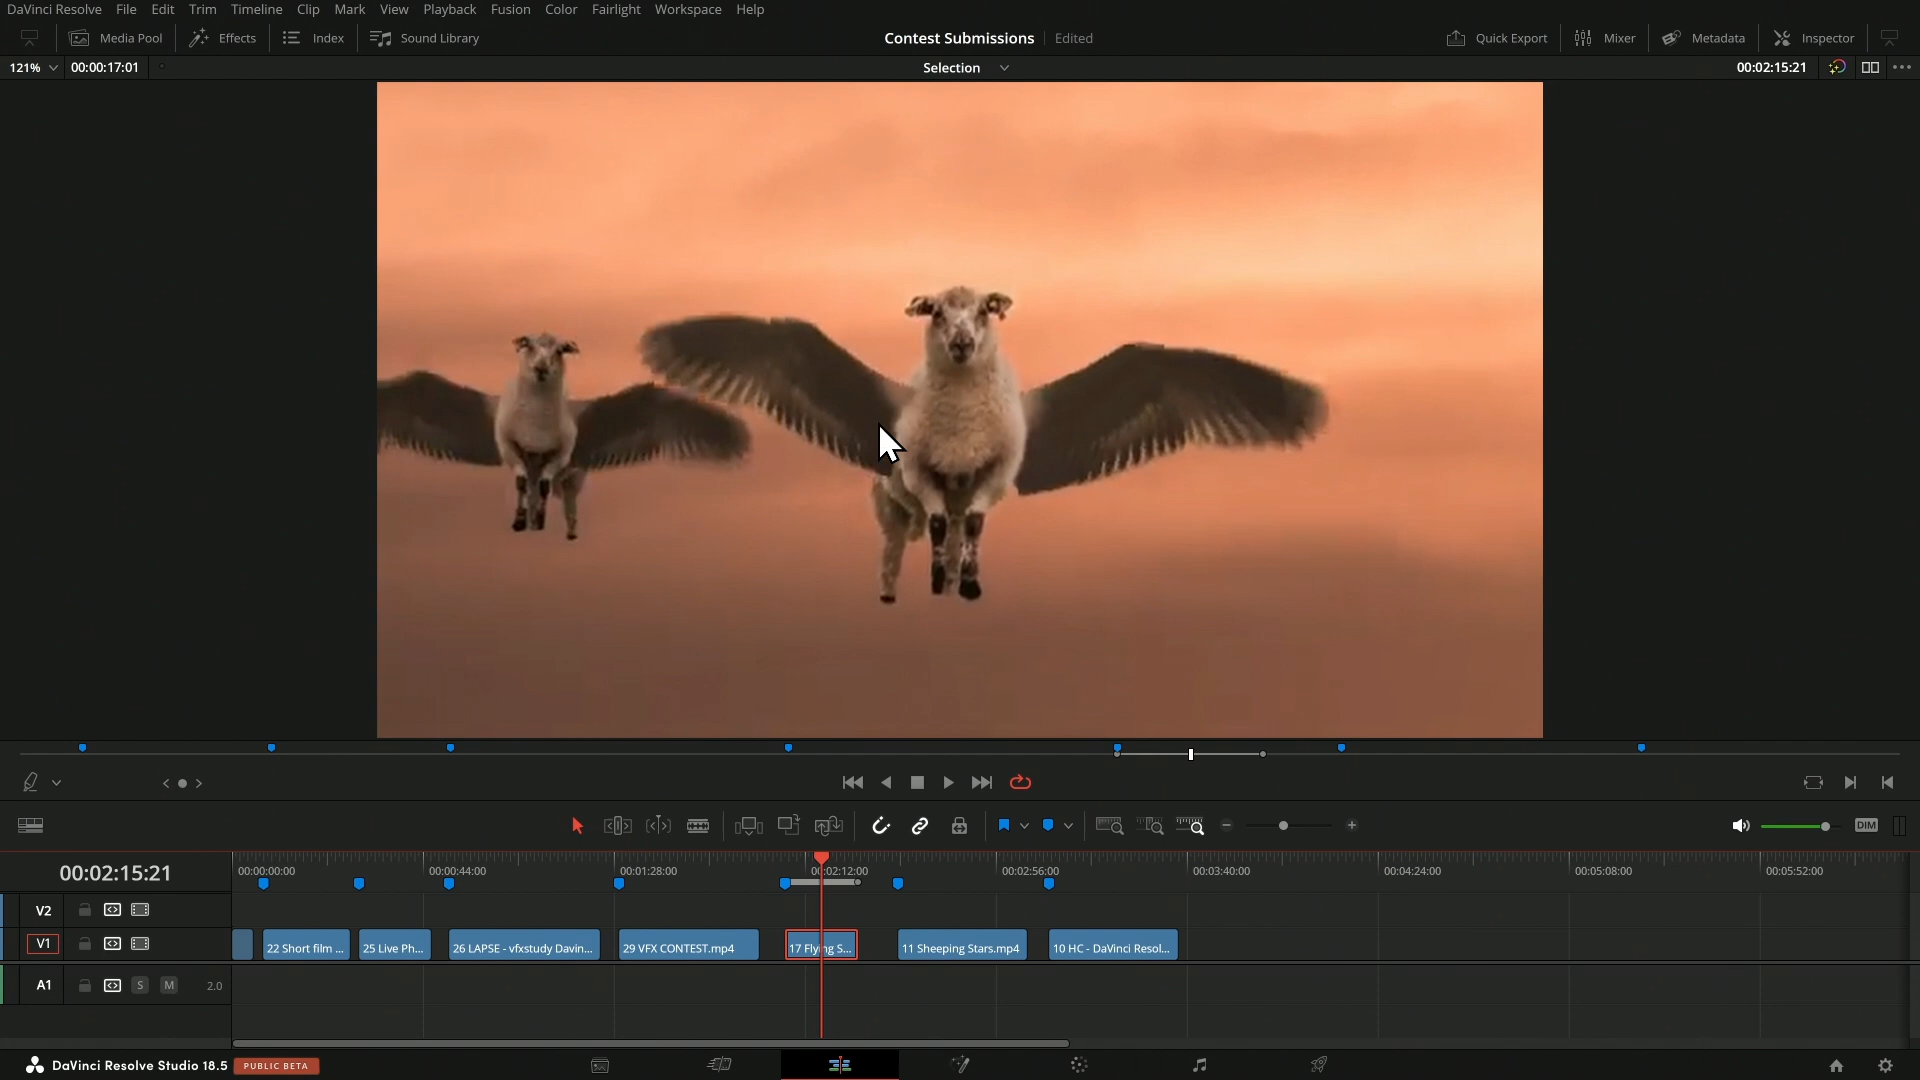 DaVinci Resolve File Edit Trim Timeline Clip Mark View Playback Fusion Color Fairlight Workspace Help
Media Pool Effects Index Sound Library Contest Submissions Edited Quick Export Mixer Metadata Inspector
121% 00:00:17:01 Selection 00:02:15:21
DIM
00:02:15:21 00:00:00:00 00:00:44:00 00:01:28:00 00:02:12:00 00:02:56:00 00:03:40:00 00:04:24:00 00:05:08:00 00:05:52:00
V2
V1 22 Short film ... 25 Live Ph... 26 LAPSE - vfxstudy Davin... 29 VFX CONTEST.mp4 17 Flying S... 11 Sheeping Stars.mp4 10 HC - DaVinci Resol...
A1 S M 2.0
DaVinci Resolve Studio 18.5 PUBLIC BETA